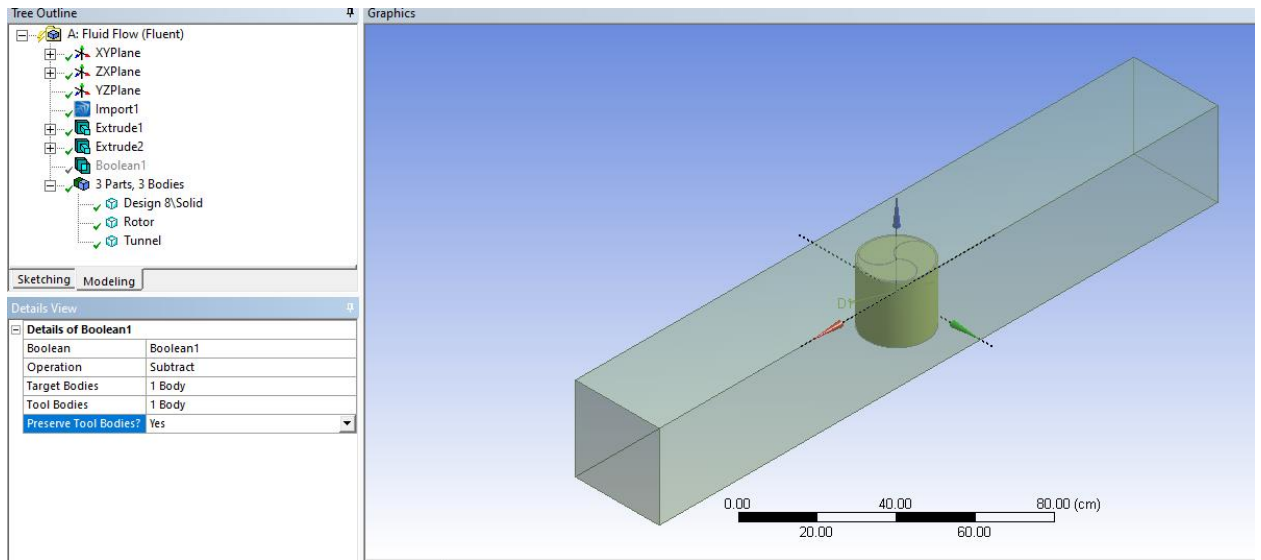 Tree Outline
A: Fluid Flow (Fluent)
XYPlane
ZXPlane
YZPlane
Import1
Extrude1
Extrude2
Boolean1
3 Parts, 3 Bodies
Design 8\Solid
Rotor
Tunnel
Sketching Modeling
Details View
Details of Boolean1
Boolean Boolean1
Operation Subtract
Target Bodies 1 Body
Tool Bodies 1 Body
Preserve Tool Bodies? Yes
Graphics
D1
0.00 40.00 80.00 (cm)
20.00 60.00